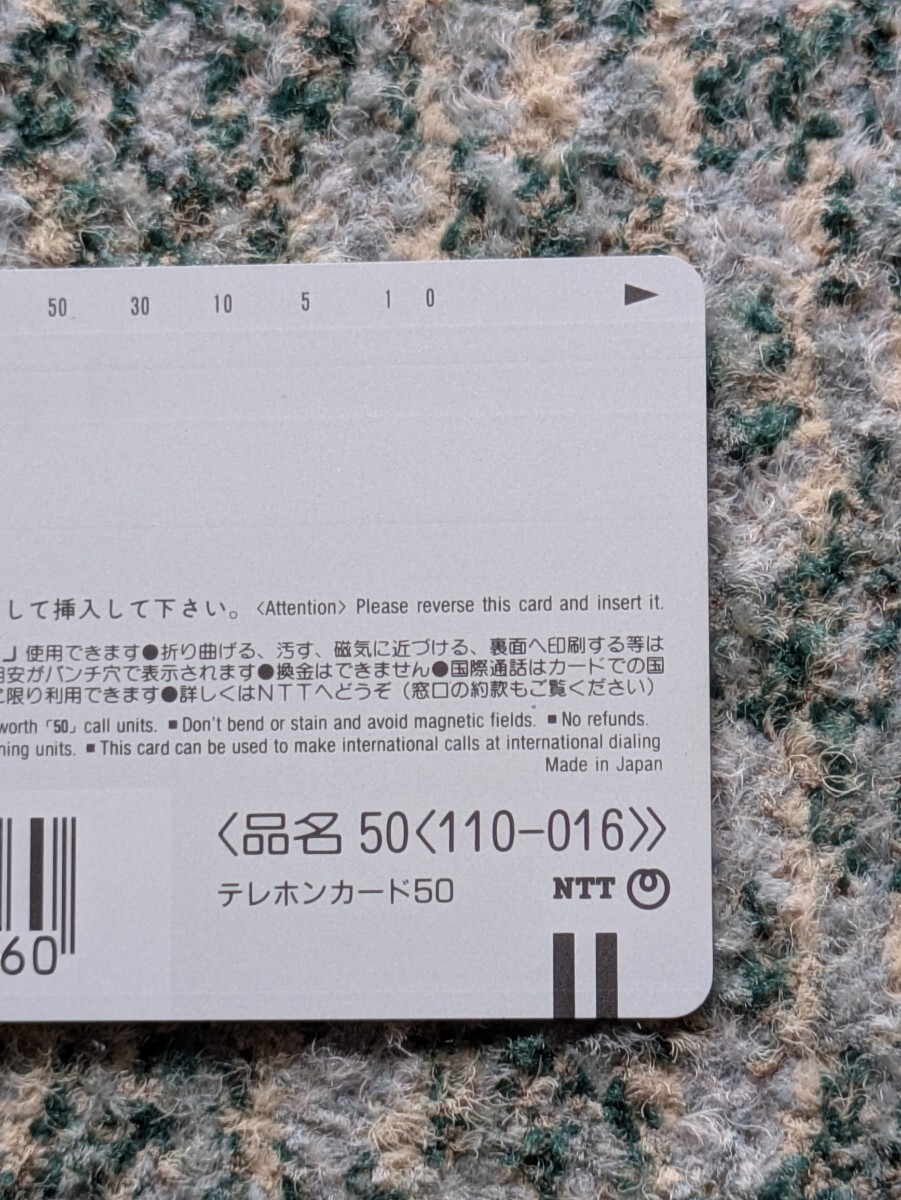 50 30 10 5 1 0
して挿入して下さい。〈Attention〉Please reverse this card and insert it.
」使用できます●折り曲げる、汚す、磁気に近づける、裏面へ印刷する等は
安がパンチ穴で表示されます●換金はできません●国際通話はカードでの国
限り利用できます●詳しくはNTTへどうぞ（窓口の約款もご覧ください）
worth「50」call units. ■Don't bend or stain and avoid magnetic fields. ■No refunds.
ning units. ■This card can be used to make international calls at international dialing
Made in Japan
〈品名 50〈110−016〉〉
テレホンカード50
NTT
60